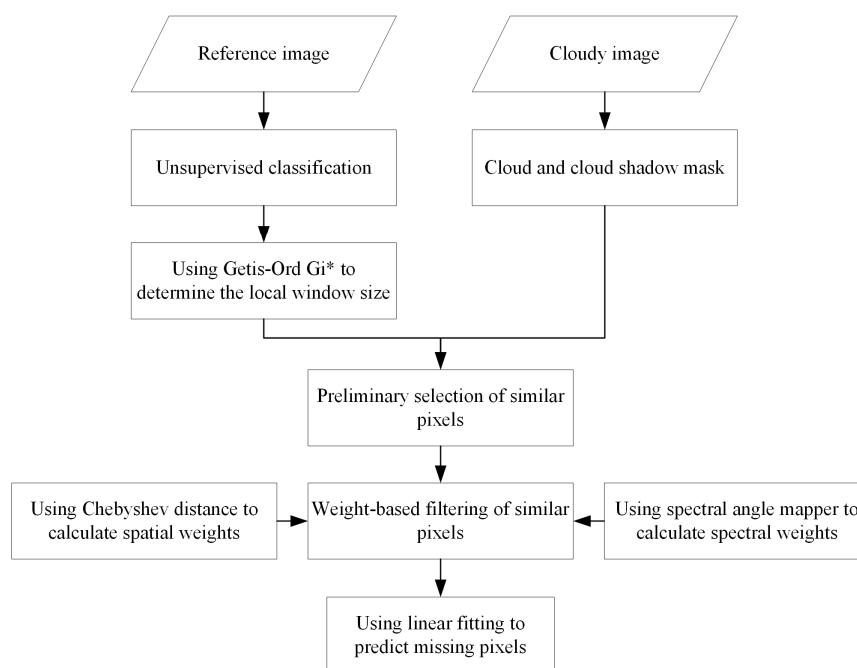 Reference image
Cloudy image
Unsupervised classification
Cloud and cloud shadow mask
Using Getis-Ord Gi* to
determine the local window size
Preliminary selection of similar
pixels
Using Chebyshev distance to
calculate spatial weights
Weight-based filtering of similar
pixels
Using spectral angle mapper to
calculate spectral weights
Using linear fitting to
predict missing pixels